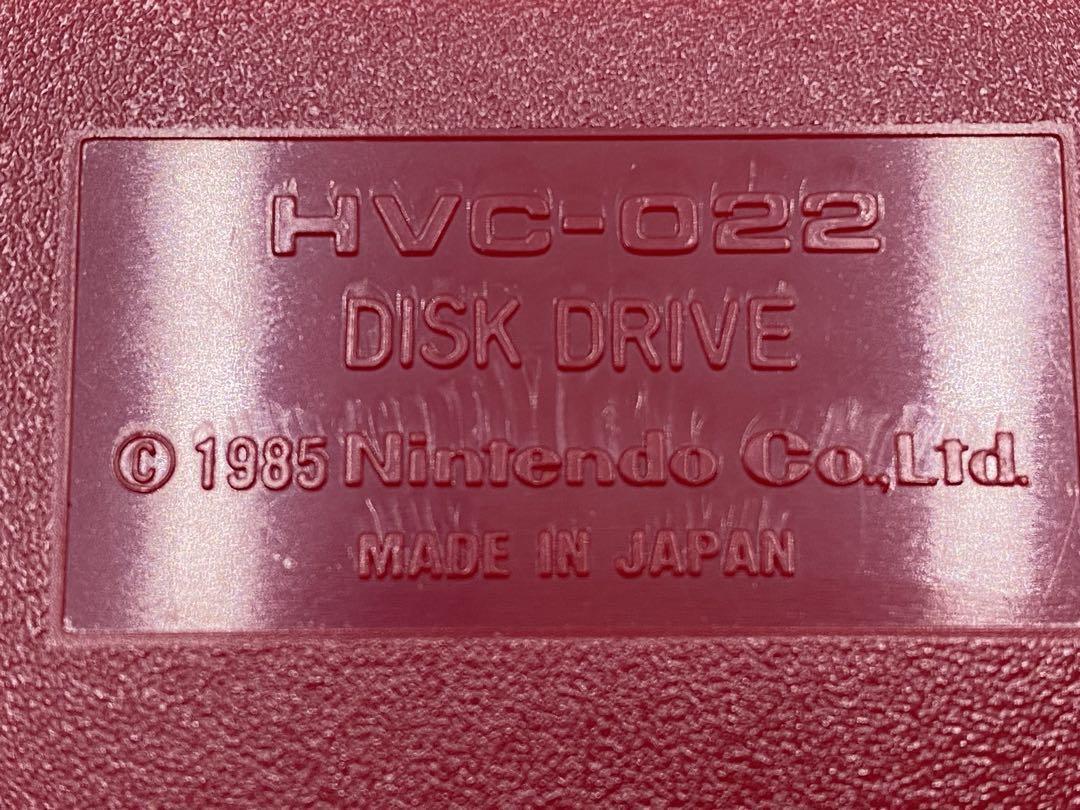 HVC-022
DISK DRIVE
© 1985 Nintendo Co.,Ltd.
MADE IN JAPAN